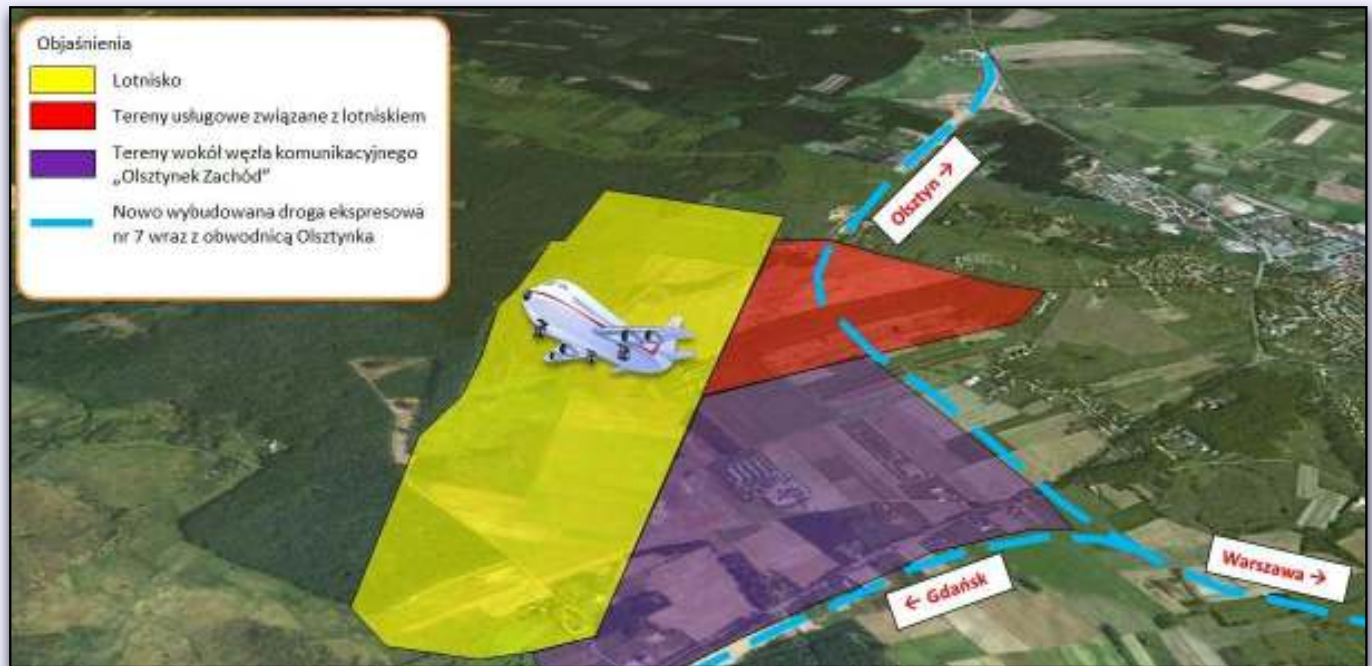 Objaśnienia
Lotnisko
Tereny usługowe związane z lotniskiem
Tereny wokół węzła komunikacyjnego
„Olsztynek Zachód”
Nowo wybudowana droga ekspresowa
nr 7 wraz z obwodnicą Olsztynka
Olsztyn →
← Gdańsk
Warszawa →